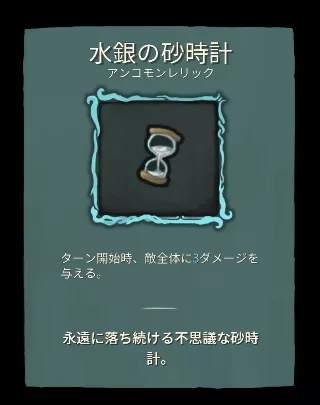 水銀の砂時計
アンコモンレリック
ターン開始時、敵全体に3ダメージを
与える。
永遠に落ち続ける不思議な砂時
計。